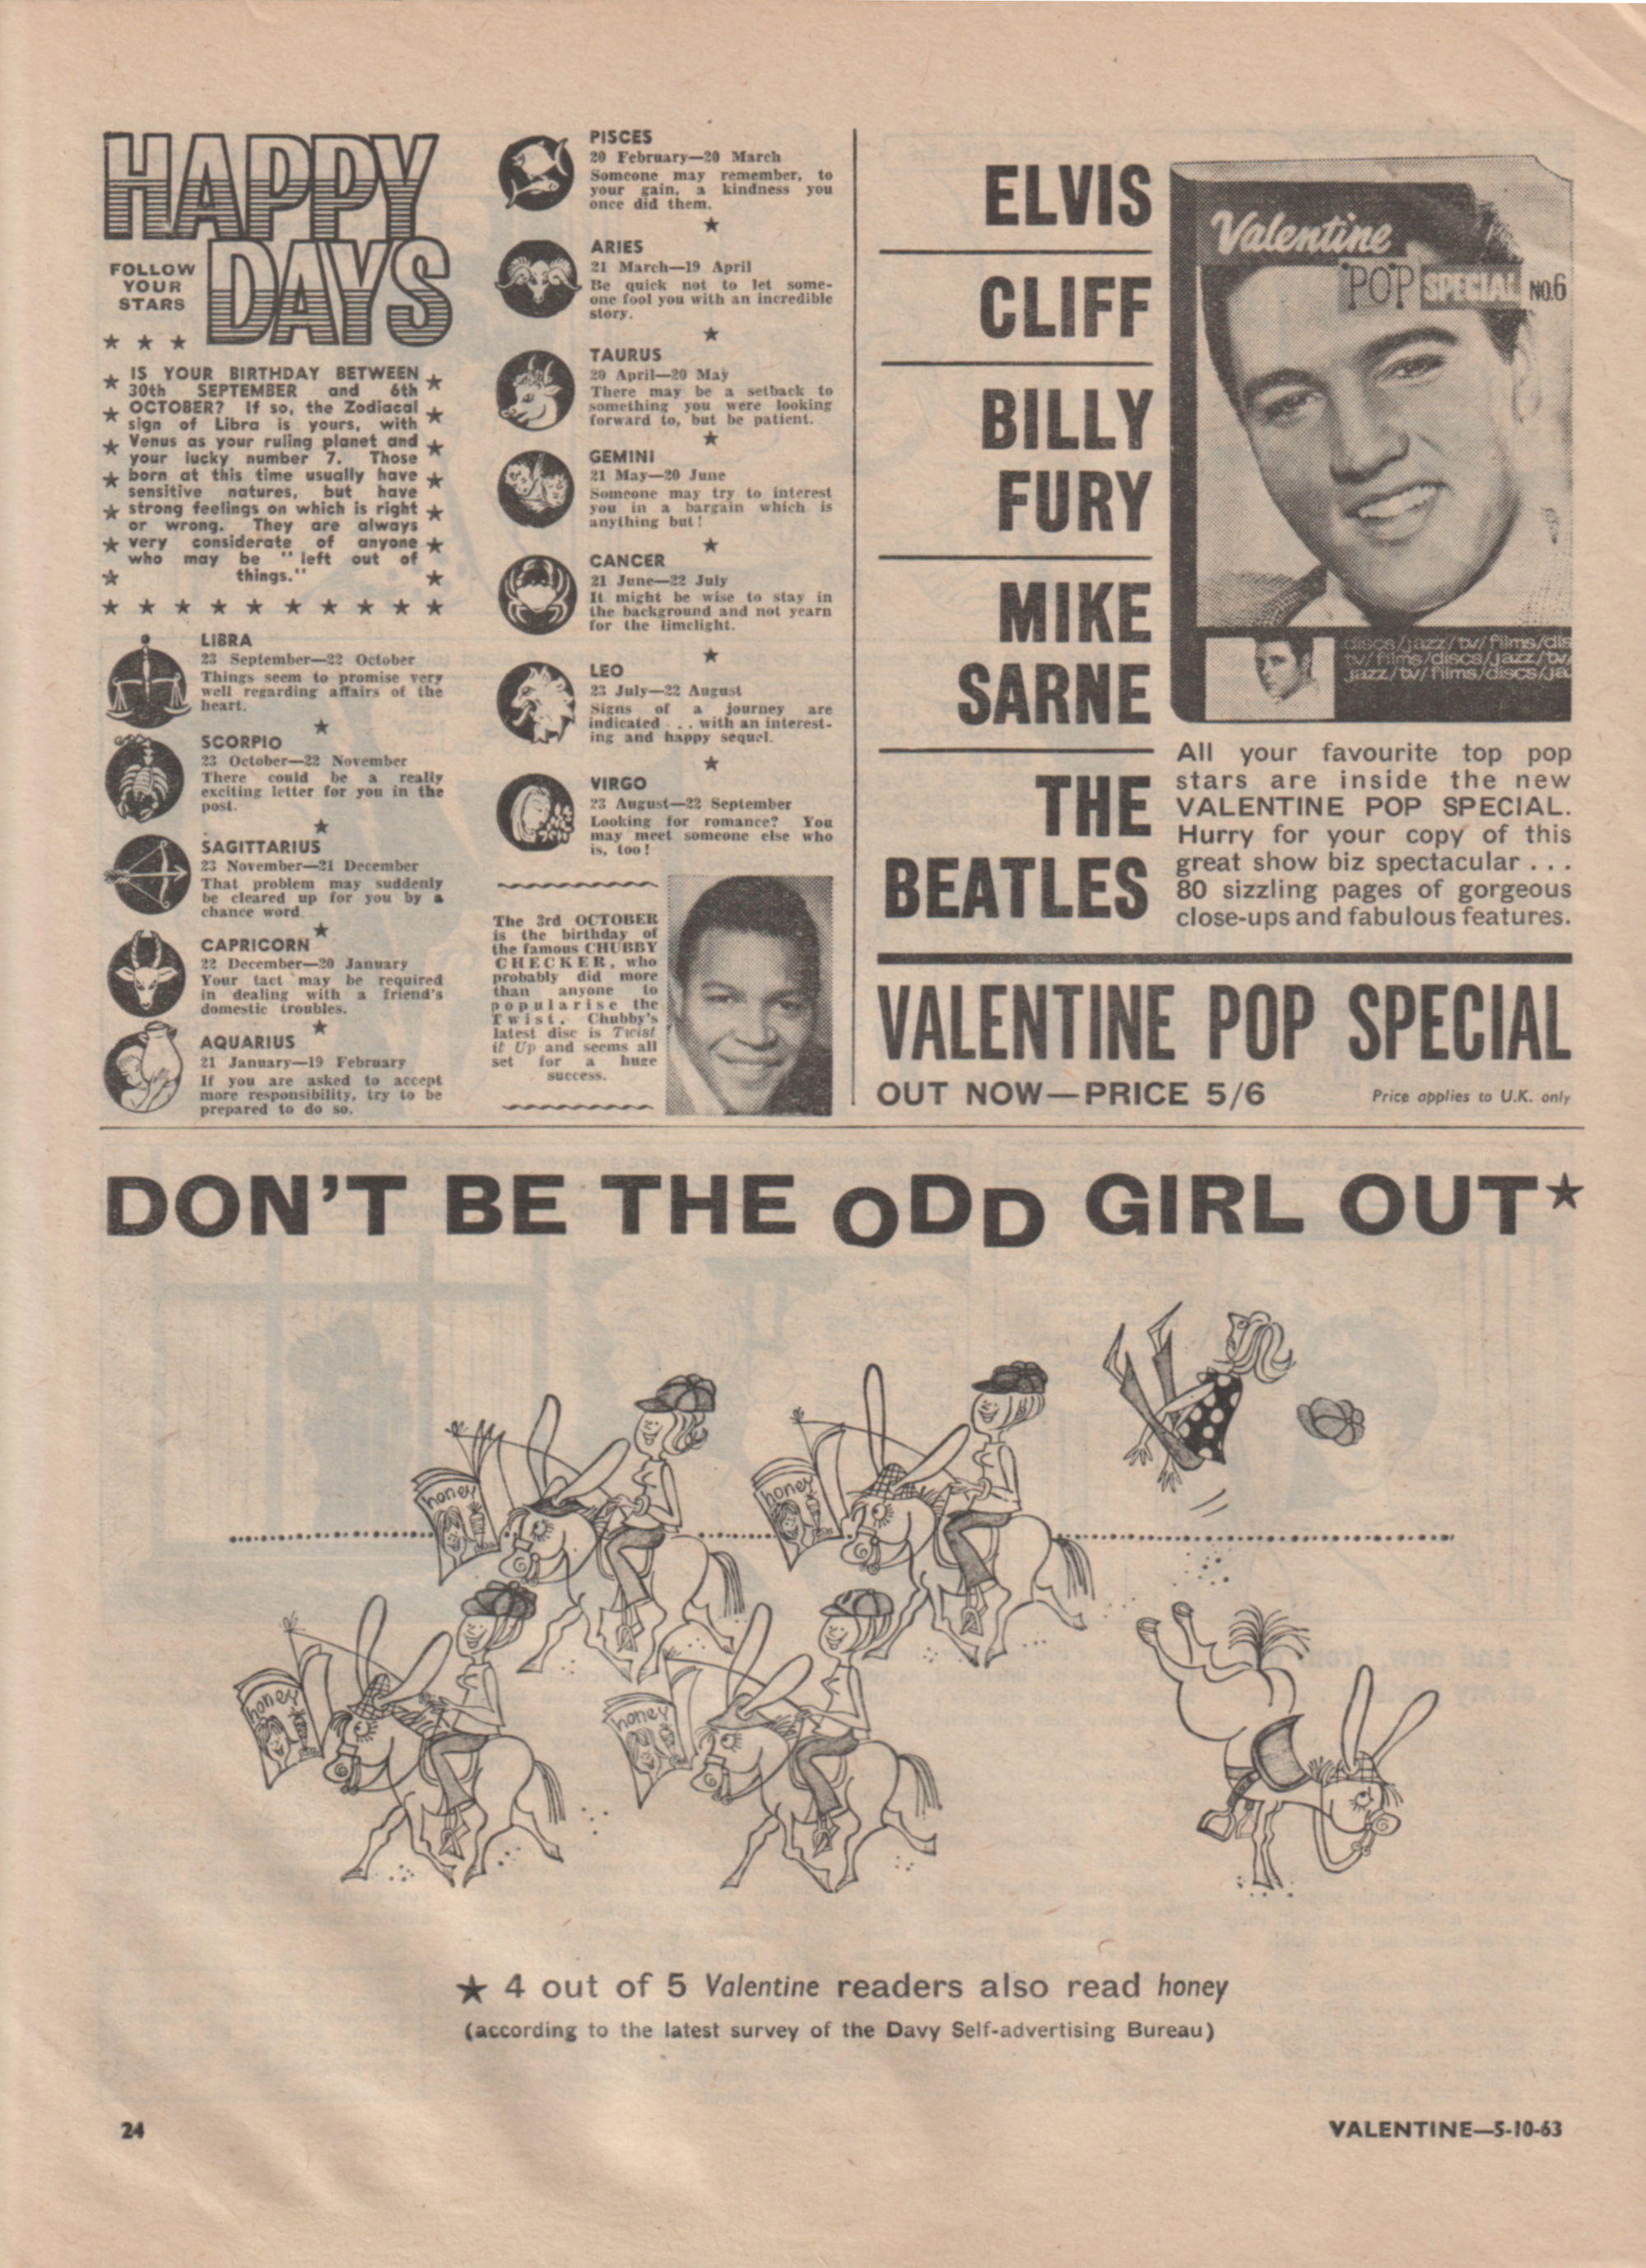 HAPPY
DAYS
FOLLOW
YOUR
STARS
IS YOUR BIRTHDAY BETWEEN
30th SEPTEMBER and 6th
OCTOBER? If so, the Zodiacal
sign of Libra is yours, with
Venus as your ruling planet and
your lucky number 7. Those
born at this time usually have
sensitive natures, but have
strong feelings on which is right
or wrong. They are always
very considerate of anyone
who may be "left out of
things."
LIBRA
23 September—22 October
Things seem to promise very
well regarding affairs of the
heart.
SCORPIO
23 October—22 November
There could be a really
exciting letter for you in the
post.
SAGITTARIUS
23 November—21 December
That problem may suddenly
be cleared up for you by a
chance word.
CAPRICORN
22 December—20 January
Your tact may be required
in dealing with a friend's
domestic troubles.
AQUARIUS
21 January—19 February
If you are asked to accept
more responsibility, try to be
prepared to do so.
PISCES
20 February—20 March
Someone may remember, to
your gain, a kindness you
once did them.
ARIES
21 March—19 April
Be quick not to let some-
one fool you with an incredible
story.
TAURUS
20 April—20 May
There may be a setback to
something you were looking
forward to, but be patient.
GEMINI
21 May—20 June
Someone may try to interest
you in a bargain which is
anything but!
CANCER
21 June—22 July
It might be wise to stay in
the background and not yearn
for the limelight.
LEO
23 July—22 August
Signs of a journey are
indicated . . . with an interest-
ing and happy sequel.
VIRGO
23 August—22 September
Looking for romance? You
may meet someone else who
is, too!
The 3rd OCTOBER
is the birthday of
the famous CHUBBY
CHECKER, who
probably did more
than anyone to
popularise the
Twist. Chubby's
latest disc is Twist
it Up and seems all
set for a huge
success.
ELVIS
CLIFF
BILLY
FURY
MIKE
SARNE
THE
BEATLES
Valentine
POP SPECIAL NO.6
discs/jazz/tv/films/dis
tv/films/discs/jazz/tv/
jazz/tv/films/discs/ja
All your favourite top pop
stars are inside the new
VALENTINE POP SPECIAL.
Hurry for your copy of this
great show biz spectacular . . .
80 sizzling pages of gorgeous
close-ups and fabulous features.
VALENTINE POP SPECIAL
OUT NOW—PRICE 5/6
Price applies to U.K. only
DON'T BE THE ODD GIRL OUT★
honey
honey
honey
honey
★ 4 out of 5 Valentine readers also read honey
(according to the latest survey of the Davy Self-advertising Bureau)
24
VALENTINE—5-10-63